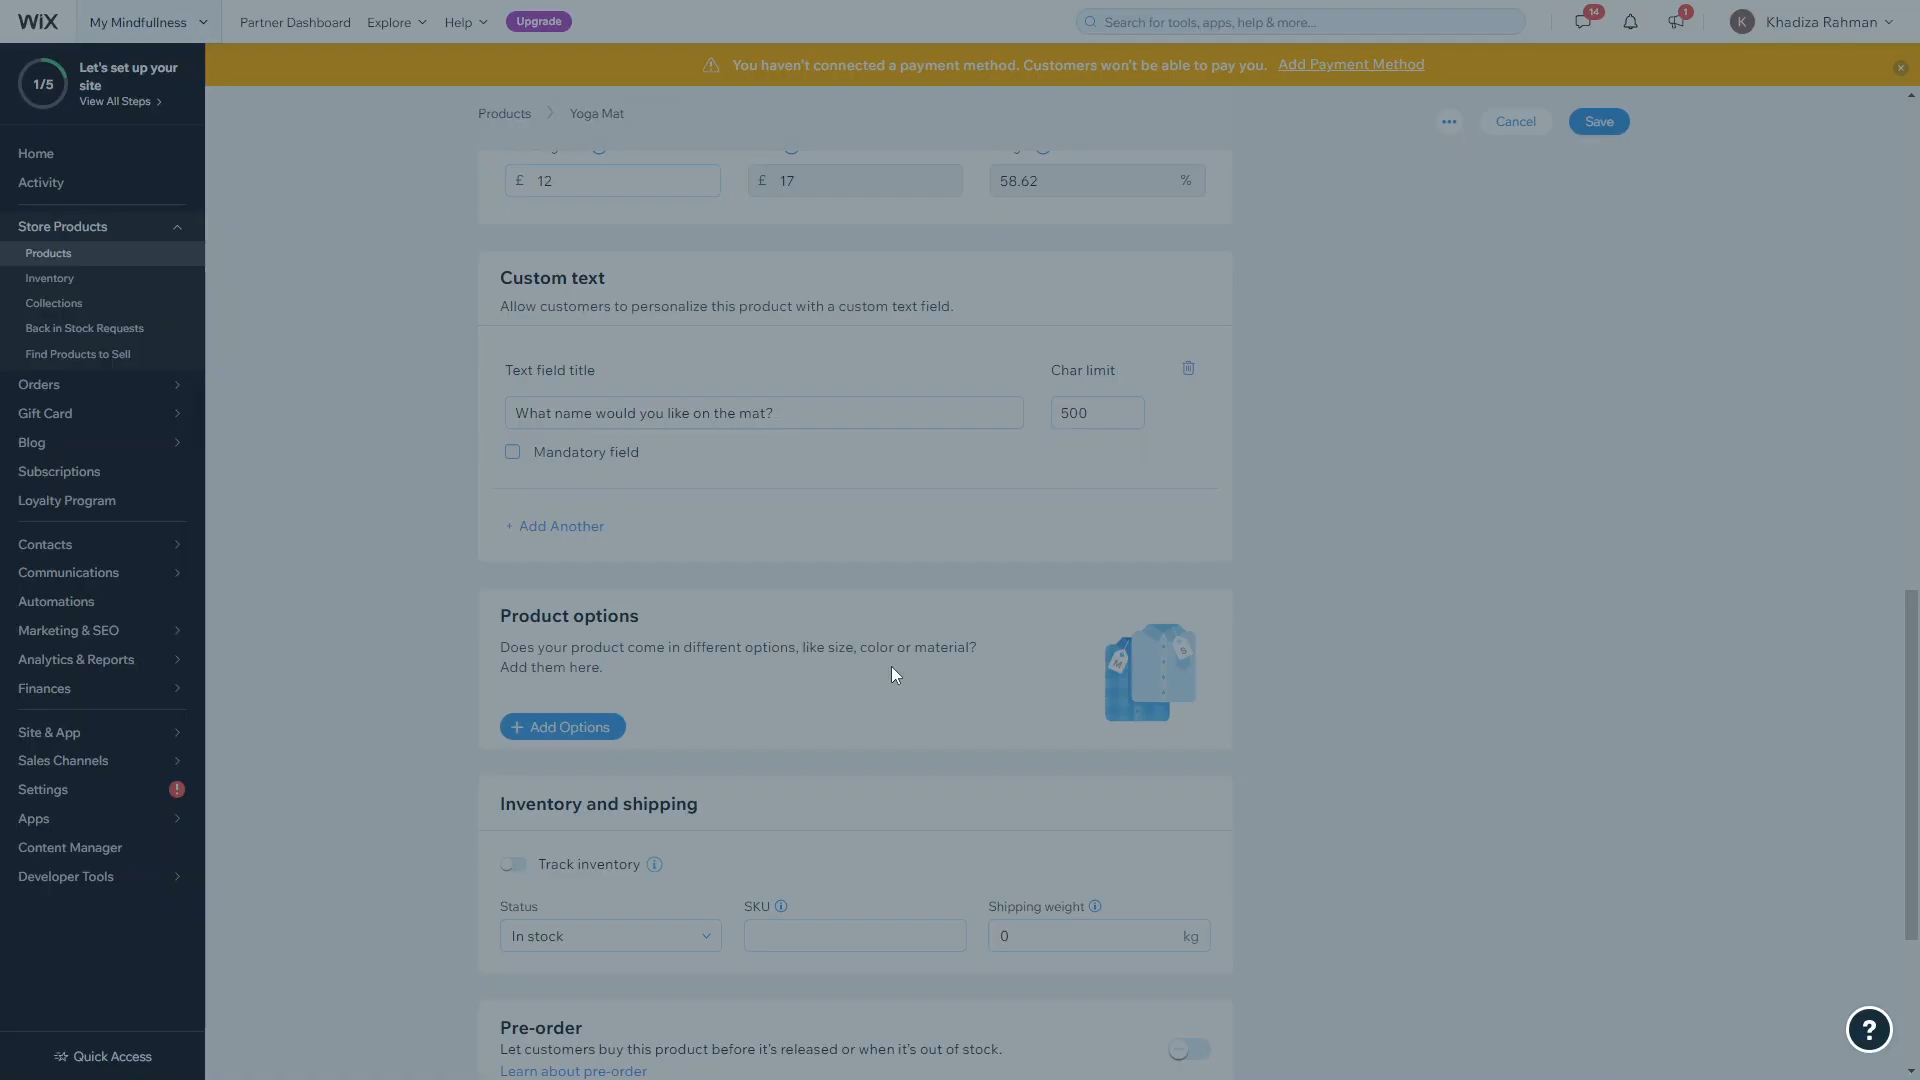 WiX
My Mindfullness
Partner Dashboard
Explore
Help
Upgrade
Search for tools, apps, help & more...
14
1
K
Khadiza Rahman
1/5
Let's set up your
site
View All Steps
You haven't connected a payment method. Customers won't be able to pay you. Add Payment Method
Home
Activity
Store Products
Products
Inventory
Collections
Back in Stock Requests
Find Products to Sell
Orders
Gift Card
Blog
Subscriptions
Loyalty Program
Contacts
Communications
Automations
Marketing & SEO
Analytics & Reports
Finances
Site & App
Sales Channels
Settings
!
Apps
Content Manager
Developer Tools
Quick Access
Products > Yoga Mat
... Cancel Save
£ 12
£ 17
58.62 %
Custom text
Allow customers to personalize this product with a custom text field.
Text field title
Char limit
What name would you like on the mat?
500
Mandatory field
+ Add Another
Product options
Does your product come in different options, like size, color or material?
Add them here.
M
S
+ Add Options
Inventory and shipping
Track inventory
Status
SKU
Shipping weight
In stock
0 kg
Pre-order
Let customers buy this product before it's released or when it's out of stock.
Learn about pre-order
?